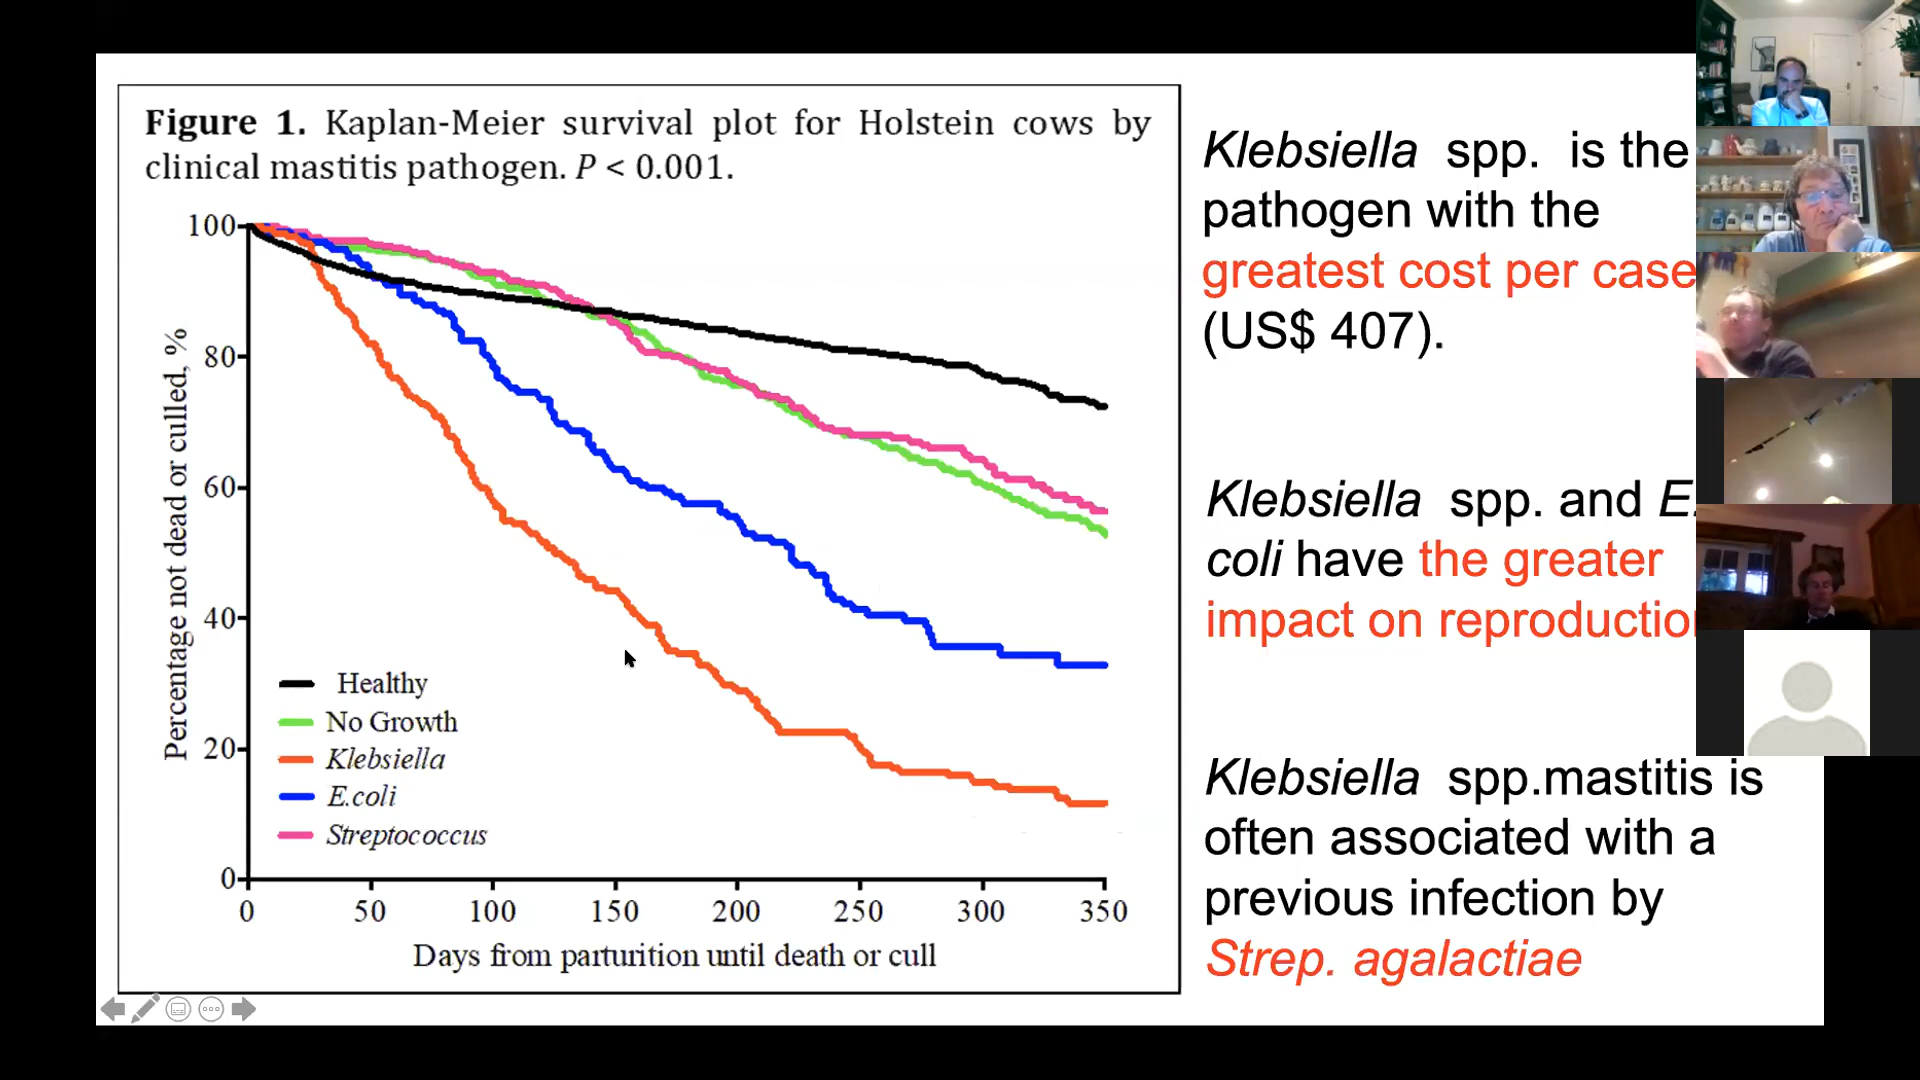 Figure 1. Kaplan-Meier survival plot for Holstein cows by
clinical mastitis pathogen. P < 0.001.
Percentage not dead or culled, %
100
80
60
40
20
0
Healthy
No Growth
Klebsiella
E.coli
Streptococcus
0 50 100 150 200 250 300 350
Days from parturition until death or cull
Klebsiella spp. is the
pathogen with the
greatest cost per case
(US$ 407).
Klebsiella spp. and E.
coli have the greater
impact on reproductio
Klebsiella spp.mastitis is
often associated with a
previous infection by
Strep. agalactiae